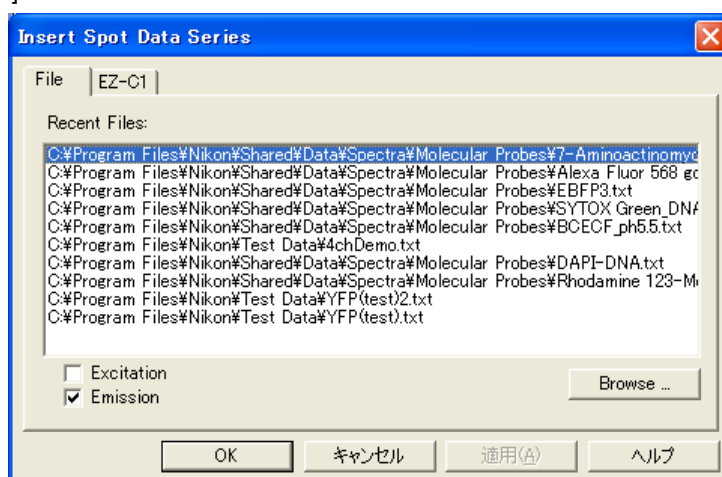 Insert Spot Data Series
File
EZ-C1
Recent Files:
C:¥Program Files¥Nikon¥Shared¥Data¥Spectra¥Molecular Probes¥7-Aminoactinomyc
C:¥Program Files¥Nikon¥Shared¥Data¥Spectra¥Molecular Probes¥Alexa Fluor 568 go
C:¥Program Files¥Nikon¥Shared¥Data¥Spectra¥Molecular Probes¥EBFP3.txt
C:¥Program Files¥Nikon¥Shared¥Data¥Spectra¥Molecular Probes¥SYTOX Green_DNA
C:¥Program Files¥Nikon¥Shared¥Data¥Spectra¥Molecular Probes¥BCECF_ph5.5.txt
C:¥Program Files¥Nikon¥Test Data¥4chDemo.txt
C:¥Program Files¥Nikon¥Shared¥Data¥Spectra¥Molecular Probes¥DAPI-DNA.txt
C:¥Program Files¥Nikon¥Shared¥Data¥Spectra¥Molecular Probes¥Rhodamine 123-M
C:¥Program Files¥Nikon¥Test Data¥YFP(test)2.txt
C:¥Program Files¥Nikon¥Test Data¥YFP(test).txt
Excitation
Emission
Browse ...
OK
キャンセル
適用(A)
ヘルプ